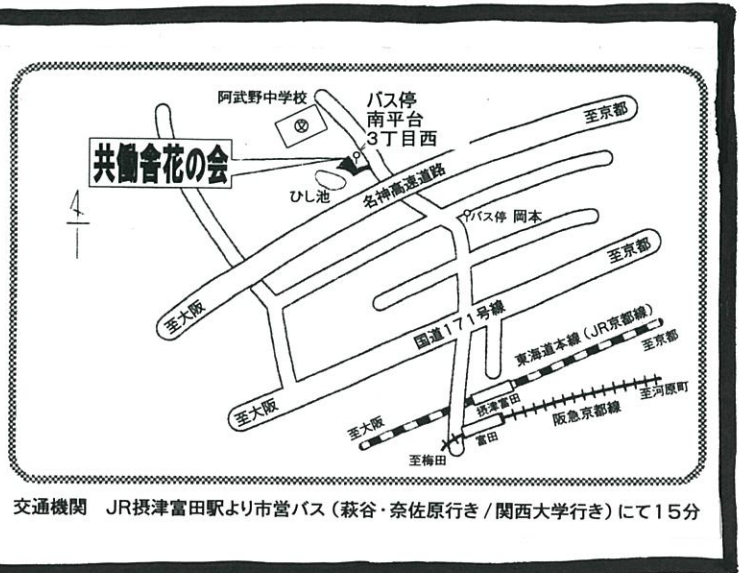 阿武野中学校
文
バス停
南平台
3丁目西
至京都
共働舎花の会
ひし池
名神高速道路
バス停 岡本
至京都
至大阪
国道171号線
東海道本線(JR京都線)
至京都
摂津富田
至河原町
至大阪
阪急京都線
至大阪
富田
至梅田
交通機関 JR摂津富田駅より市営バス(萩谷・奈佐原行き/関西大学行き)にて15分